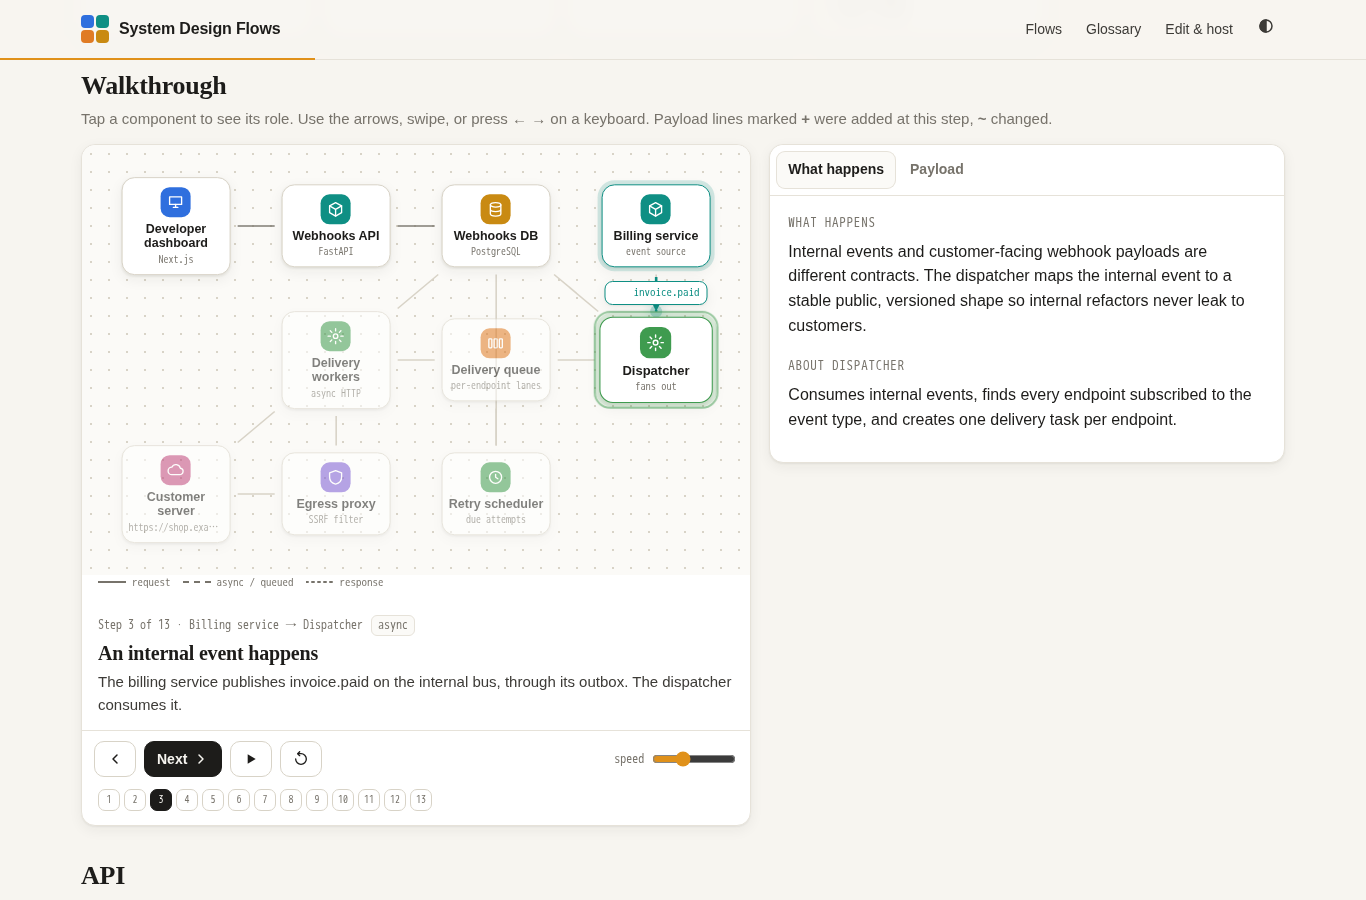 System Design Flows
Flows
Glossary
Edit & host
Walkthrough
Tap a component to see its role. Use the arrows, swipe, or press ← → on a keyboard. Payload lines marked + were added at this step, ~ changed.
Developer
dashboard
Next.js
Webhooks API
FastAPI
Webhooks DB
PostgreSQL
Billing service
event source
invoice.paid
Delivery
workers
async HTTP
Delivery queue
per-endpoint lanes
Dispatcher
fans out
Customer
server
https://shop.exa⋯
Egress proxy
SSRF filter
Retry scheduler
due attempts
request
async / queued
response
Step 3 of 13 · Billing service → Dispatcher async
An internal event happens
The billing service publishes invoice.paid on the internal bus, through its outbox. The dispatcher
consumes it.
Next
speed
1 2 3 4 5 6 7 8 9 10 11 12 13
What happens
Payload
WHAT HAPPENS
Internal events and customer-facing webhook payloads are
different contracts. The dispatcher maps the internal event to a
stable public, versioned shape so internal refactors never leak to
customers.
ABOUT DISPATCHER
Consumes internal events, finds every endpoint subscribed to the
event type, and creates one delivery task per endpoint.
API